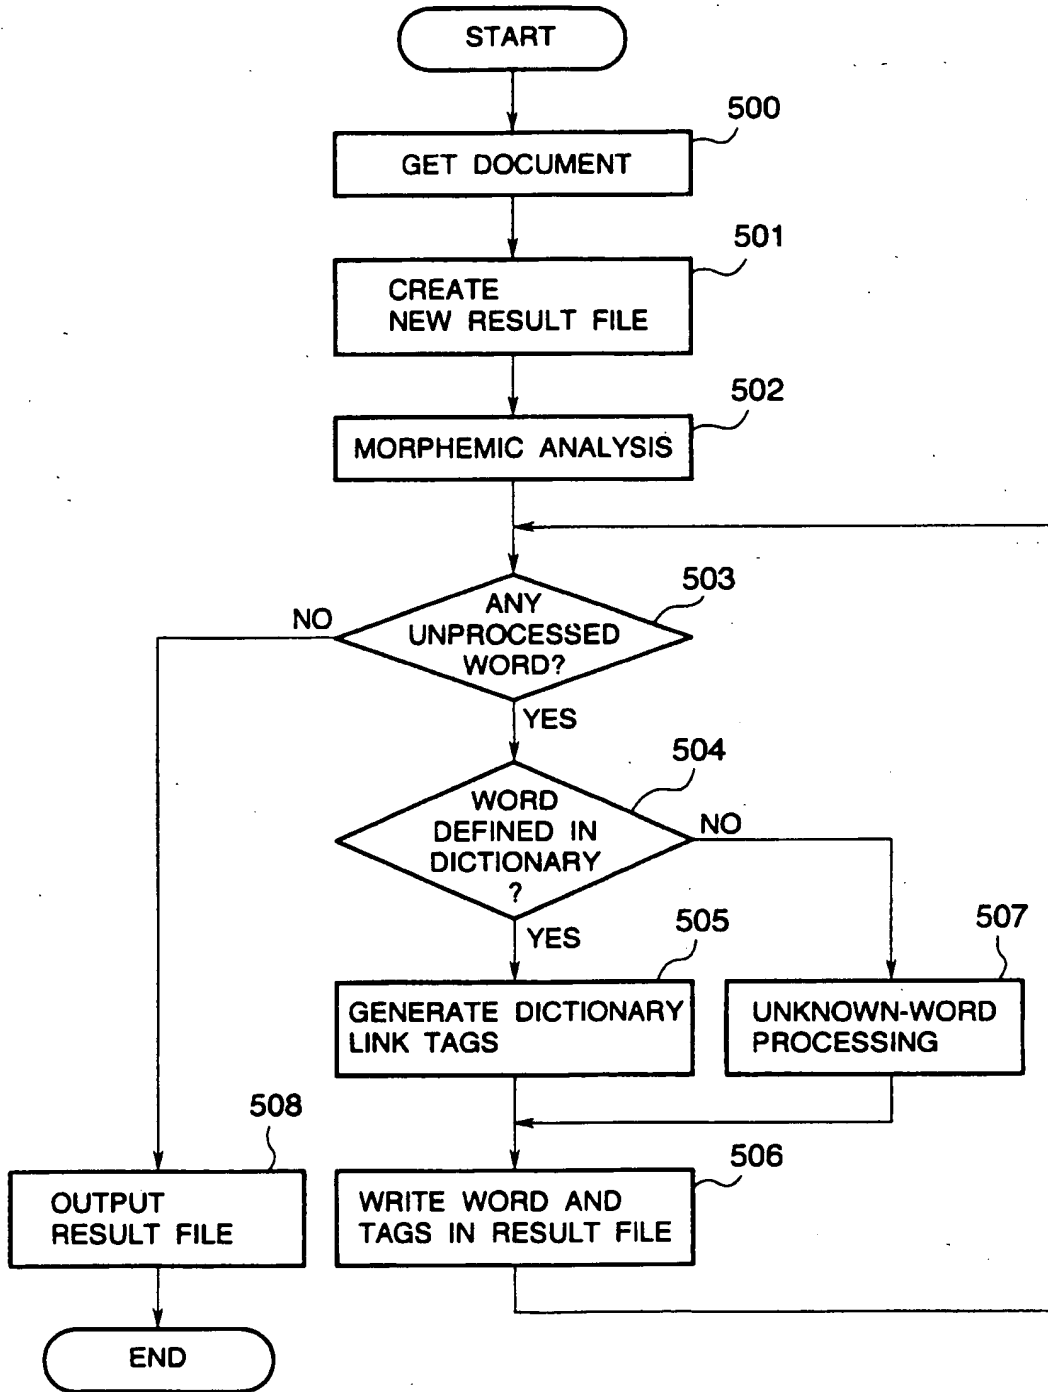 START
500
GET DOCUMENT
501
CREATE
NEW RESULT FILE
502
MORPHEMIC ANALYSIS
503
NO
ANY
UNPROCESSED
WORD?
YES
504
WORD
DEFINED IN
DICTIONARY
?
NO
YES
505
507
GENERATE DICTIONARY
LINK TAGS
UNKNOWN-WORD
PROCESSING
508
506
OUTPUT
RESULT FILE
WRITE WORD AND
TAGS IN RESULT FILE
END